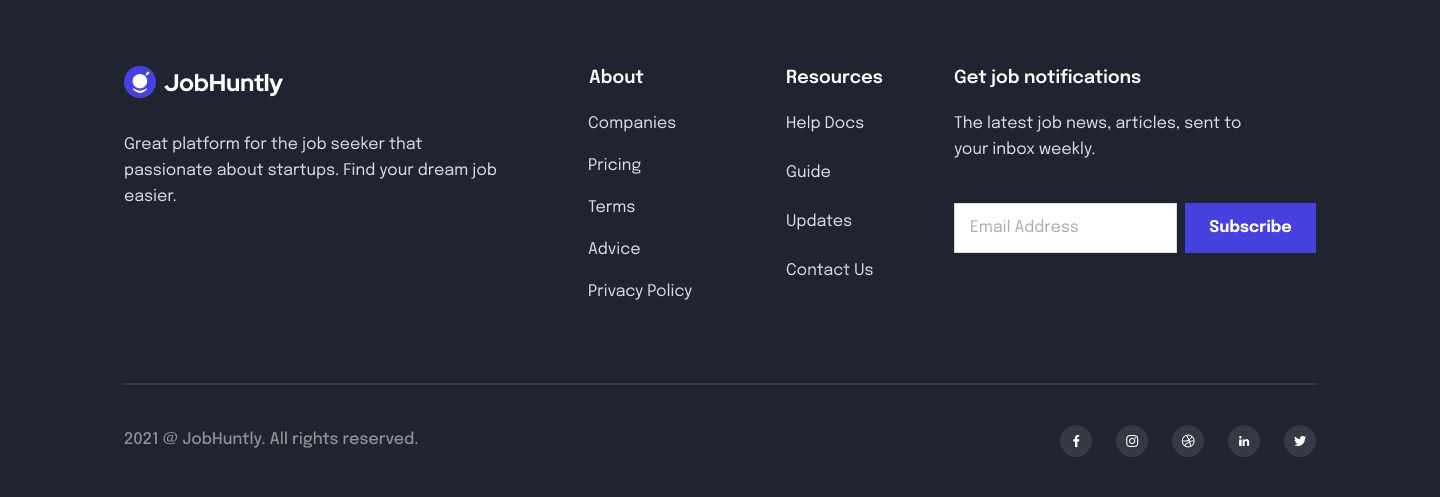 JobHuntly
Great platform for the job seeker that
passionate about startups. Find your dream job
easier.
About
Companies
Pricing
Terms
Advice
Privacy Policy
Resources
Help Docs
Guide
Updates
Contact Us
Get job notifications
The latest job news, articles, sent to
your inbox weekly.
Email Address
Subscribe
2021 @ JobHuntly. All rights reserved.